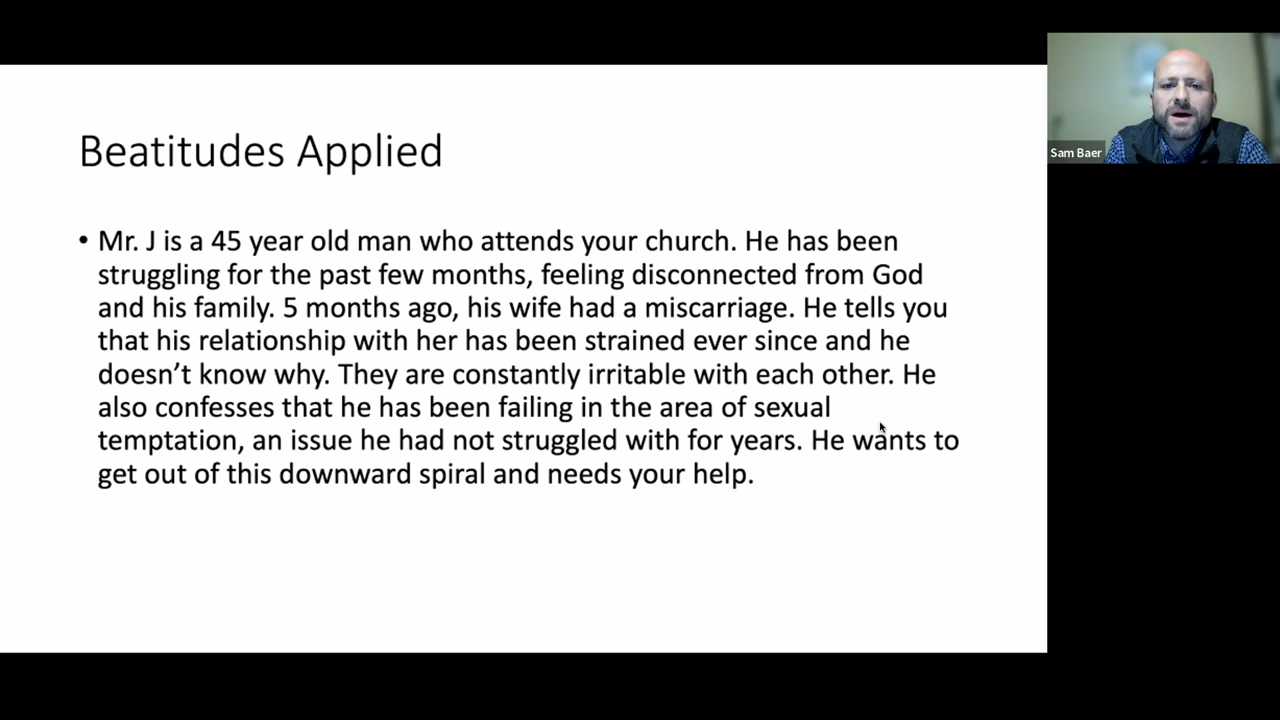 Beatitudes Applied
• Mr. J is a 45 year old man who attends your church. He has been
struggling for the past few months, feeling disconnected from God
and his family. 5 months ago, his wife had a miscarriage. He tells you
that his relationship with her has been strained ever since and he
doesn’t know why. They are constantly irritable with each other. He
also confesses that he has been failing in the area of sexual
temptation, an issue he had not struggled with for years. He wants to
get out of this downward spiral and needs your help.
Sam Baer